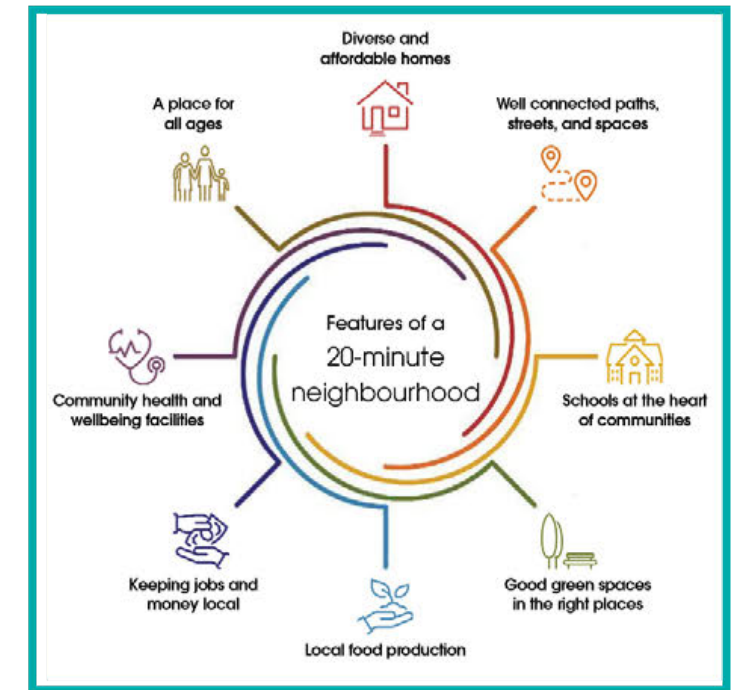 Diverse and
affordable homes
A place for
all ages
Well connected paths,
streets, and spaces
Features of a
20-minute
neighbourhood
Community health and
wellbeing facilities
Schools at the heart
of communities
Keeping jobs and
money local
Good green spaces
in the right places
Local food production